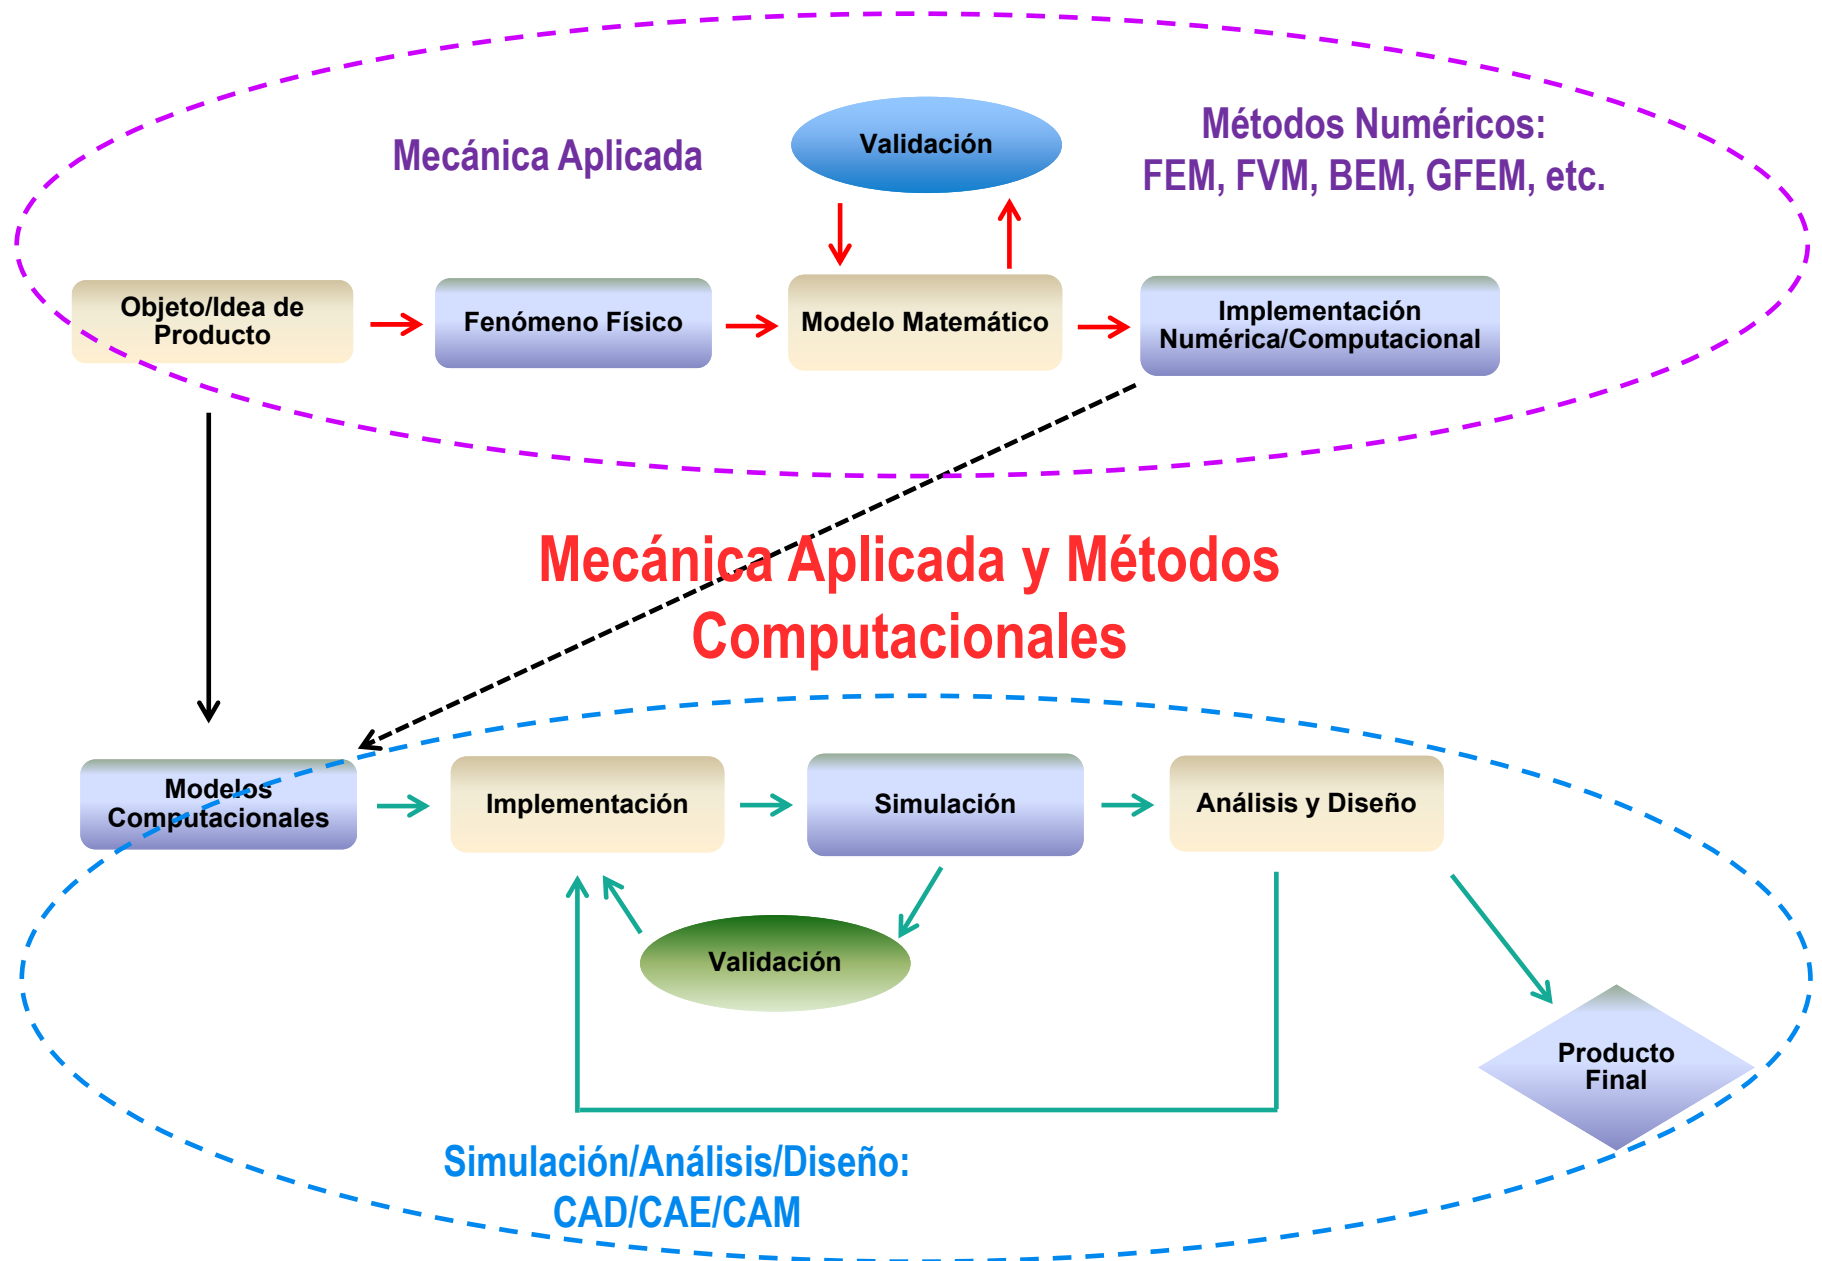 Mecánica Aplicada
Validación
Métodos Numéricos:
FEM, FVM, BEM, GFEM, etc.
Objeto/Idea de
Producto
Fenómeno Físico
Modelo Matemático
Implementación
Numérica/Computacional
Mecánica Aplicada y Métodos
Computacionales
Modelos
Computacionales
Implementación
Simulación
Análisis y Diseño
Validación
Producto
Final
Simulación/Análisis/Diseño:
CAD/CAE/CAM